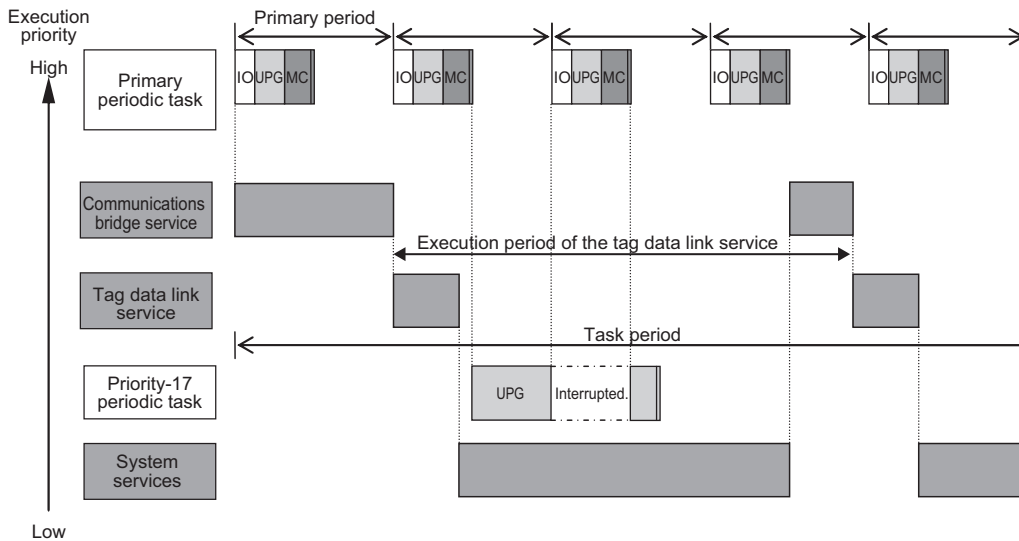 Execution
priority
Primary period
High
Primary
periodic task
IO UPG MC
IO UPG MC
IO UPG MC
IO UPG MC
IO UPG MC
Communications
bridge service
Execution period of the tag data link service
Tag data link
service
Task period
Priority-17
periodic task
UPG
Interrupted.
System
services
Low